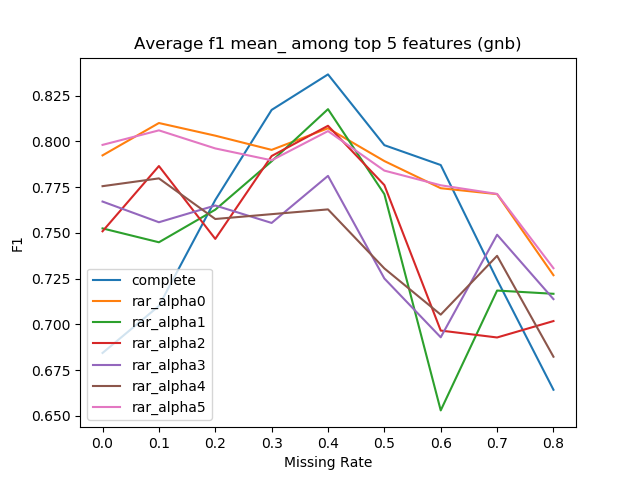 Average f1 mean_ among top 5 features (gnb)
F1
0.825
0.800
0.775
0.750
0.725
0.700
0.675
0.650
complete
rar_alpha0
rar_alpha1
rar_alpha2
rar_alpha3
rar_alpha4
rar_alpha5
0.0 0.1 0.2 0.3 0.4 0.5 0.6 0.7 0.8
Missing Rate